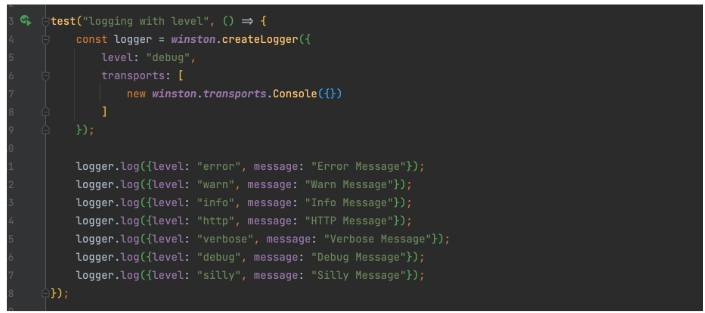 3 test("logging with level", () => {
4 const logger = winston.createLogger({
5 level: "debug",
6 transports: [
7 new winston.transports.Console({})
8 ]
9 });
0
1 logger.log({level: "error", message: "Error Message"});
2 logger.log({level: "warn", message: "Warn Message"});
3 logger.log({level: "info", message: "Info Message"});
4 logger.log({level: "http", message: "HTTP Message"});
5 logger.log({level: "verbose", message: "Verbose Message"});
6 logger.log({level: "debug", message: "Debug Message"});
7 logger.log({level: "silly", message: "Silly Message"});
8 });